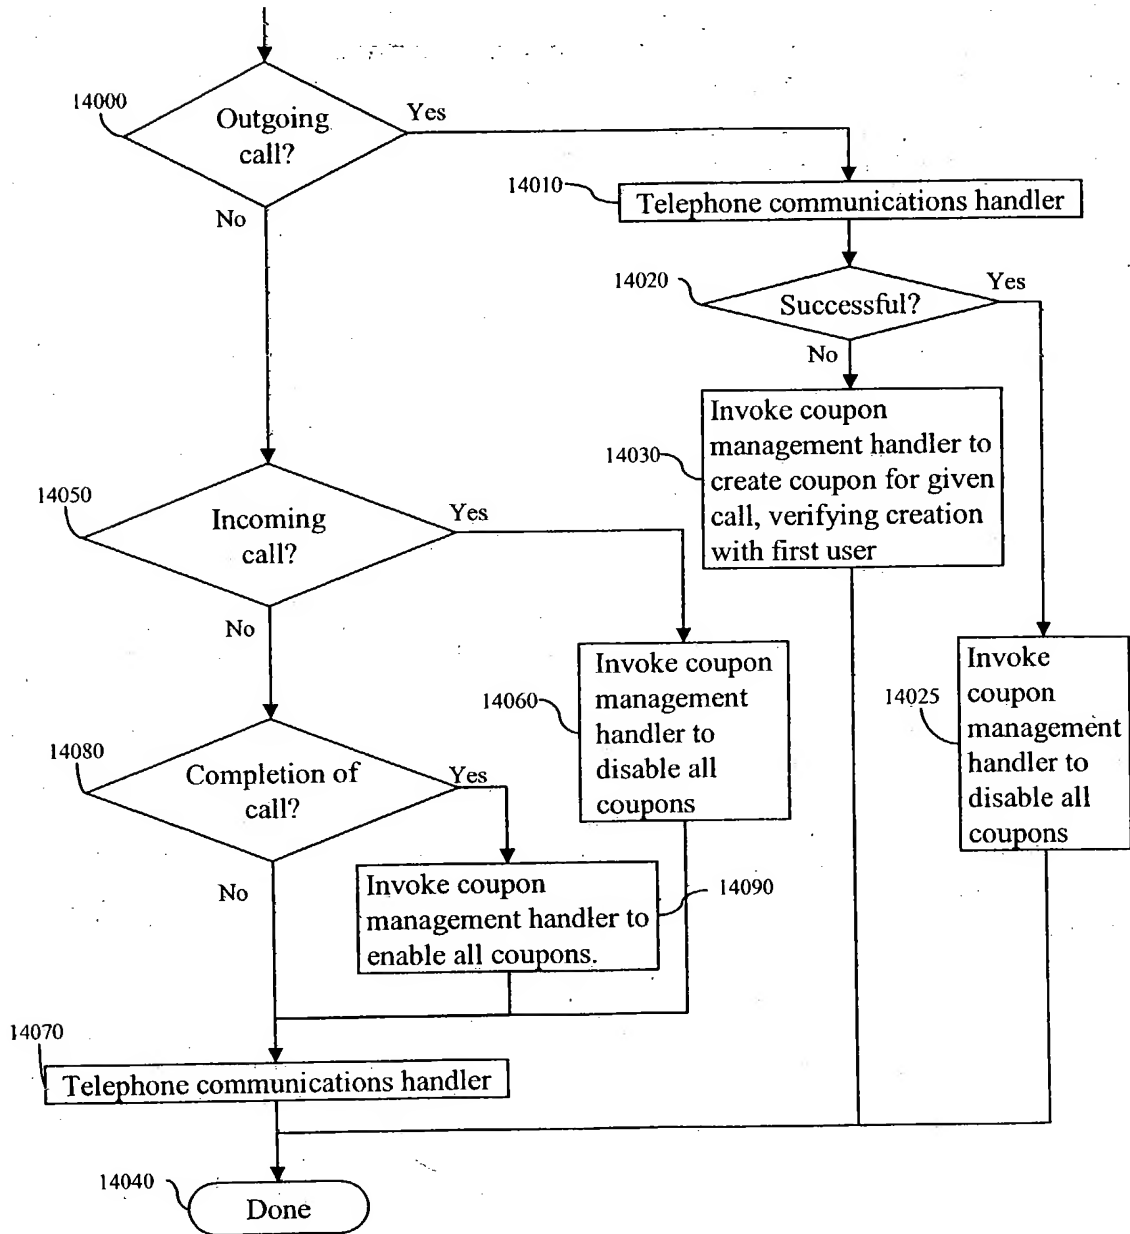 14000
Outgoing
call?
Yes
No
14010
Telephone communications handler
14020
Successful?
Yes
No
14030
Invoke coupon
management handler to
create coupon for given
call, verifying creation
with first user
14050
Incoming
call?
Yes
No
14060
Invoke coupon
management
handler to
disable all
coupons
14025
Invoke
coupon
management
handler to
disable all
coupons
14080
Completion of
call?
Yes
No
14090
Invoke coupon
management handler to
enable all coupons.
14070
Telephone communications handler
14040
Done